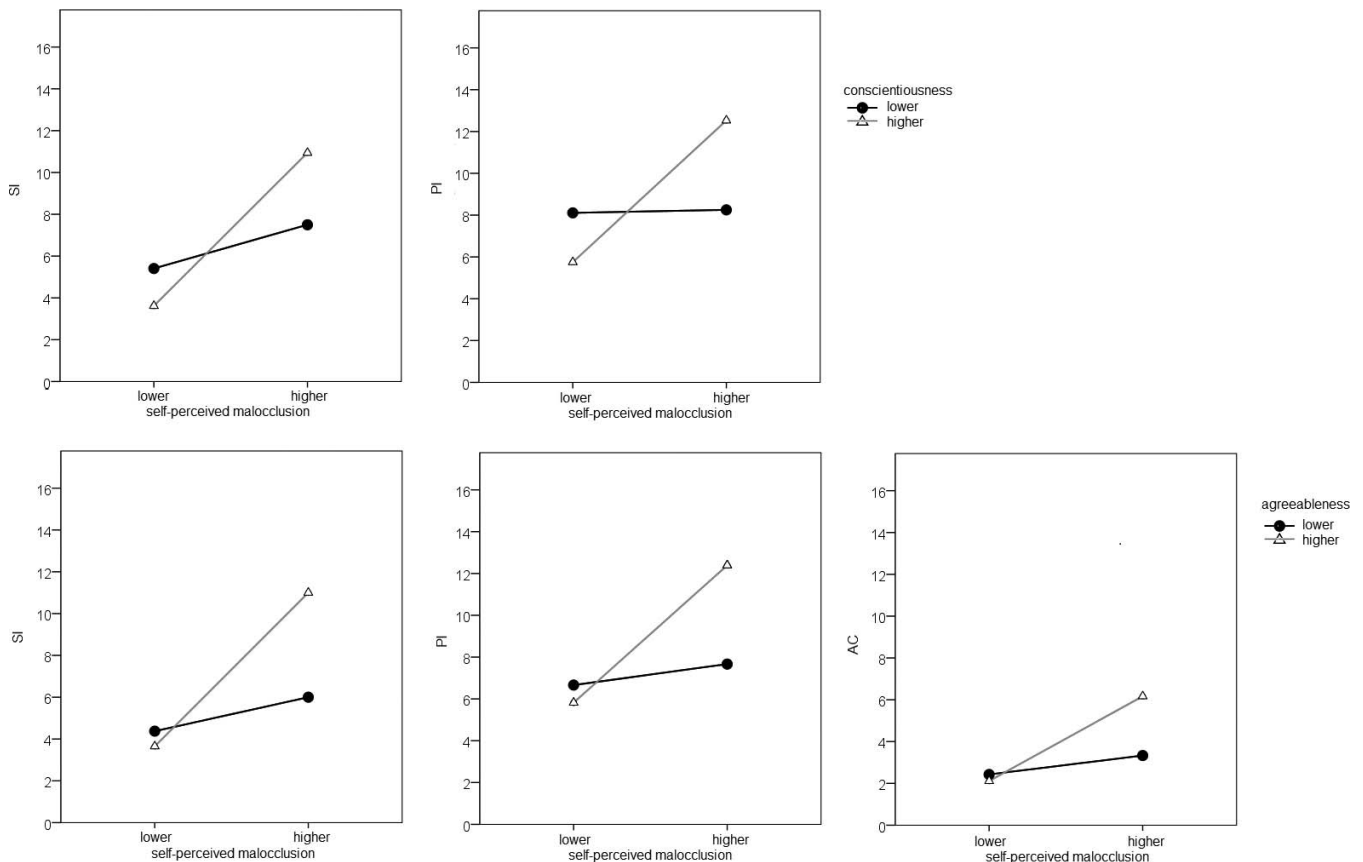 16
14
12
10
8
6
4
2
0
SI
lower
higher
self-perceived malocclusion
16
14
12
10
8
6
4
2
0
PI
lower
higher
self-perceived malocclusion
conscientiousness
lower
higher
16
14
12
10
8
6
4
2
0
SI
lower
higher
self-perceived malocclusion
16
14
12
10
8
6
4
2
0
PI
lower
higher
self-perceived malocclusion
16
14
12
10
8
6
4
2
0
AC
lower
higher
self-perceived malocclusion
agreeableness
lower
higher